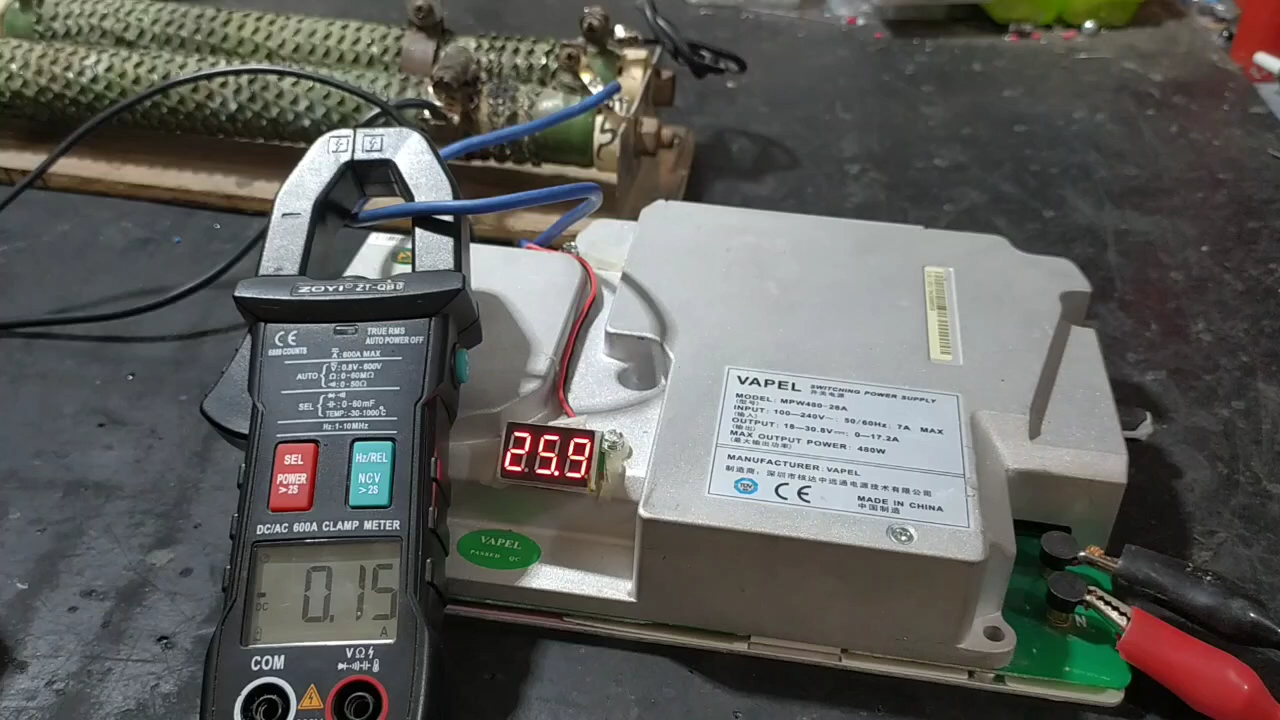 ZOYI ZT-QB9
CE
6000 COUNTS
TRUE RMS
AUTO POWER OFF
A:600A MAX
AUTO
V:0.8V-600V
Ω:0-60MΩ
:0-50Ω
SEL
:0-60mF
TEMP:-30-1000℃
Hz:1-10MHz
SEL
POWER
>2S
Hz/REL
NCV
>2S
DC/AC 600A CLAMP METER
DC
0.15
A
COM
VΩ
25.9
VAPEL
PASSED QC
VAPEL SWITCHING POWER SUPPLY
开关电源
MODEL: MPW480-28A
(型号)
INPUT: 100—240V~; 50/60Hz; 7A MAX
(输入)
OUTPUT: 18—30.8V⎓; 0—17.2A
(输出)
MAX OUTPUT POWER: 480W
(最大输出功率)
MANUFACTURER: VAPEL
制造商: 深圳市核达中远通电源技术有限公司
TÜV
CE
MADE IN CHINA
中国制造
N